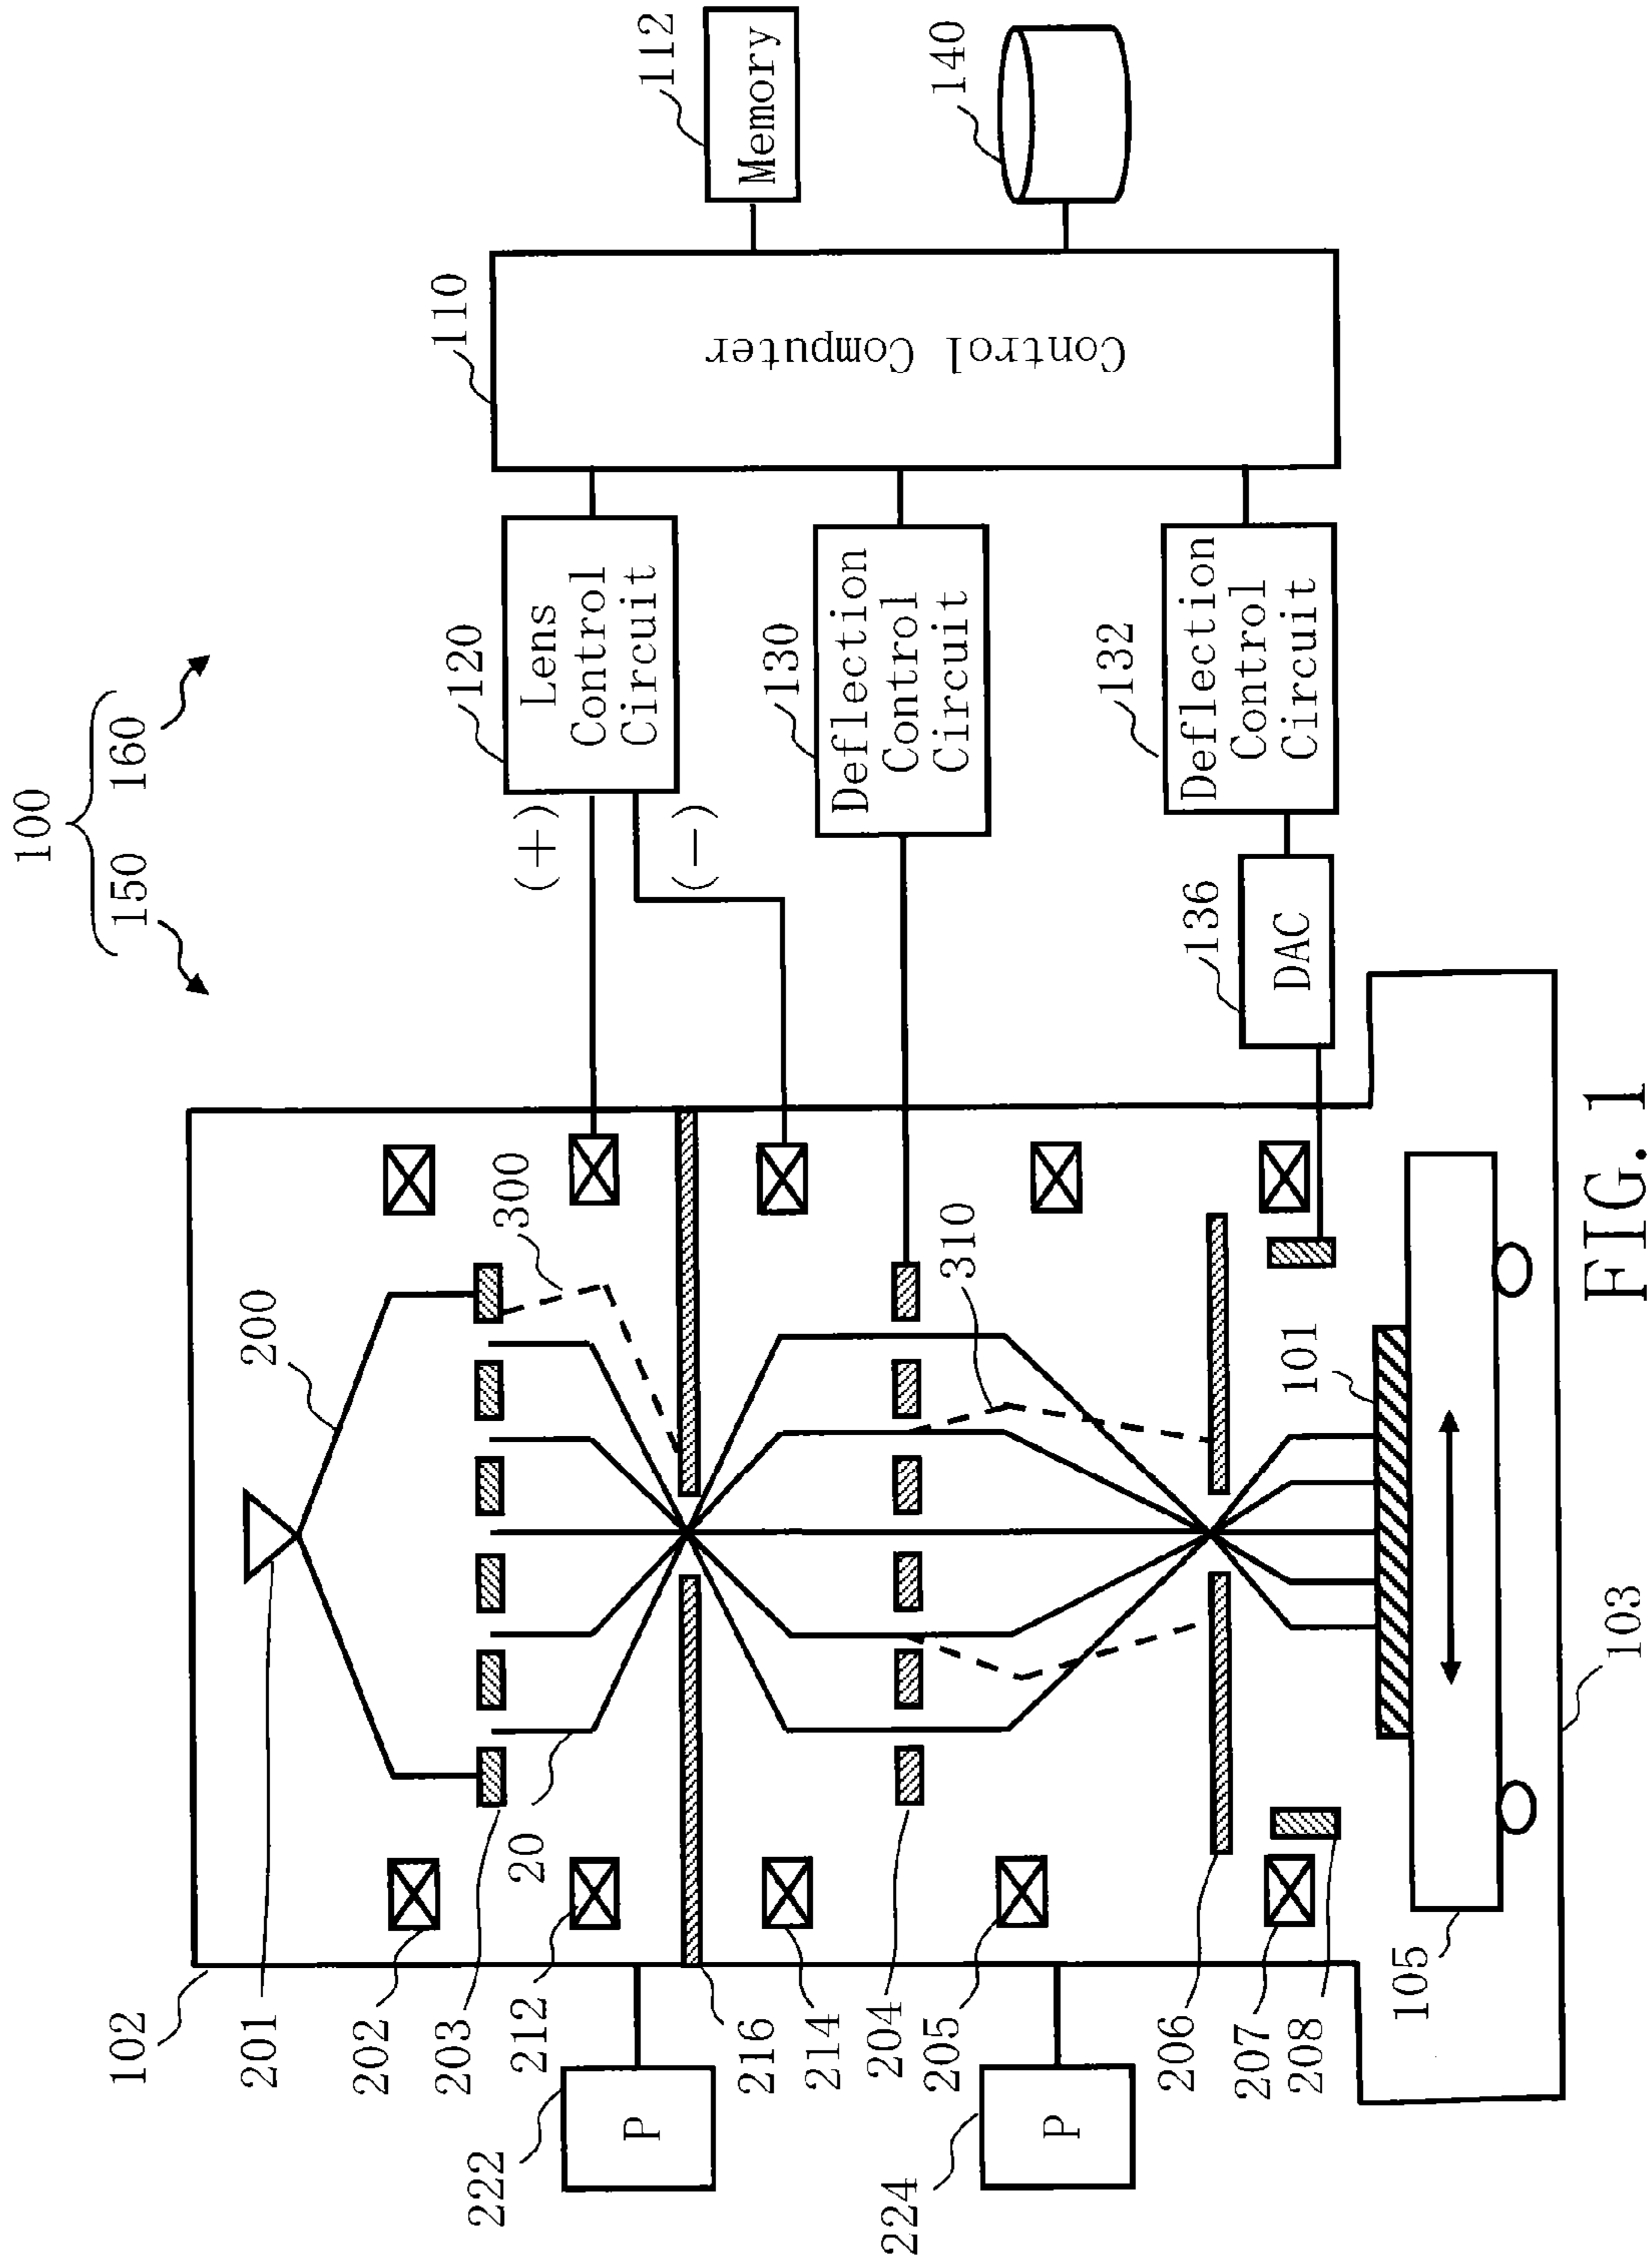 100
150 160
102
201
200
202
203
20
300
212
222
P
216
214
204
205
310
224
P
206
207
208
101
105
103
(+)
(-)
120
Lens
Control
Circuit
130
Deflection
Control
Circuit
132
Deflection
Control
Circuit
136
DAC
110
Control Computer
112
Memory
140
FIG. 1